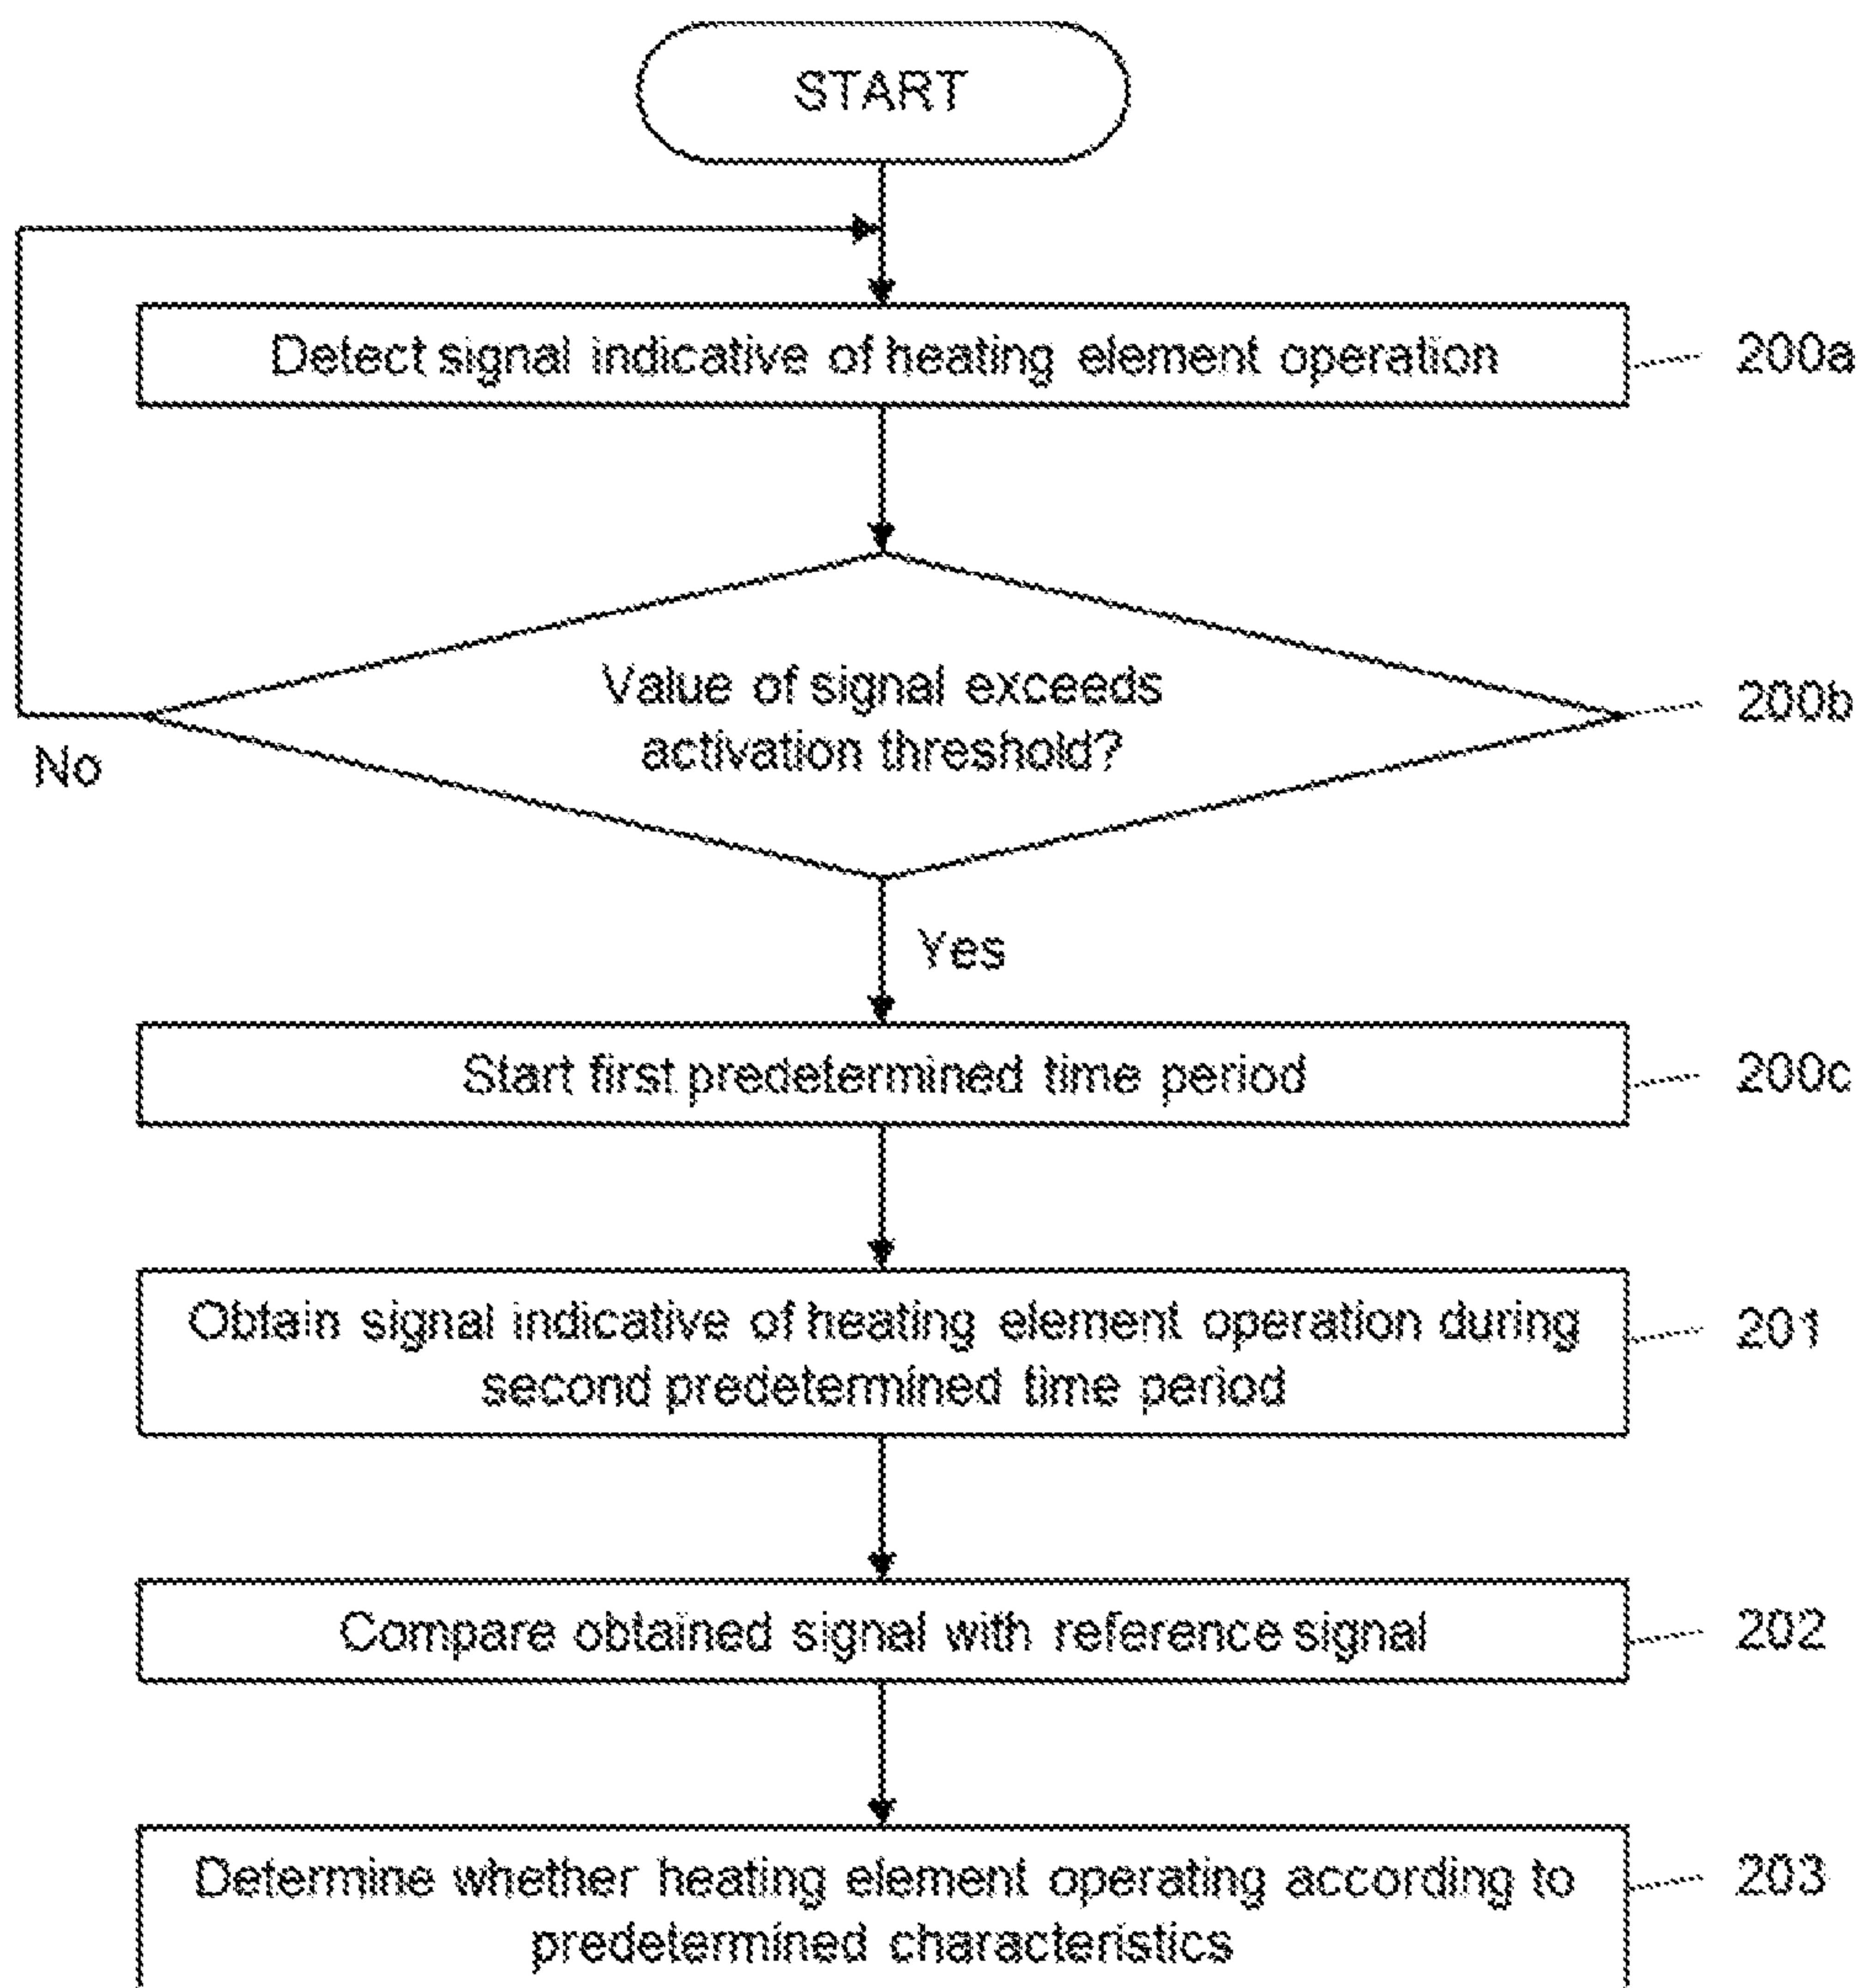 START
Detect signal indicative of heating element operation
200a
Value of signal exceeds
activation threshold?
200b
No
Yes
Start first predetermined time period
200c
Obtain signal indicative of heating element operation during
second predetermined time period
201
Compare obtained signal with reference signal
202
Determine whether heating element operating according to
predetermined characteristics
203